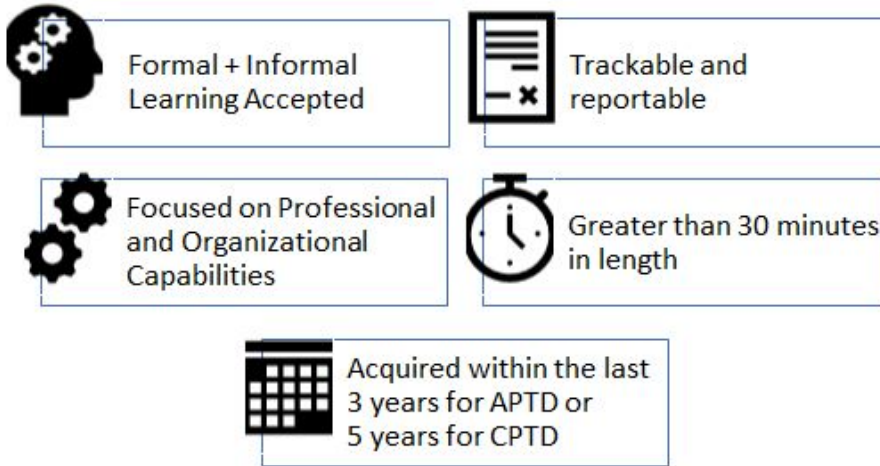 Formal + Informal
Learning Accepted
Trackable and
reportable
Focused on Professional
and Organizational
Capabilities
Greater than 30 minutes
in length
Acquired within the last
3 years for APTD or
5 years for CPTD